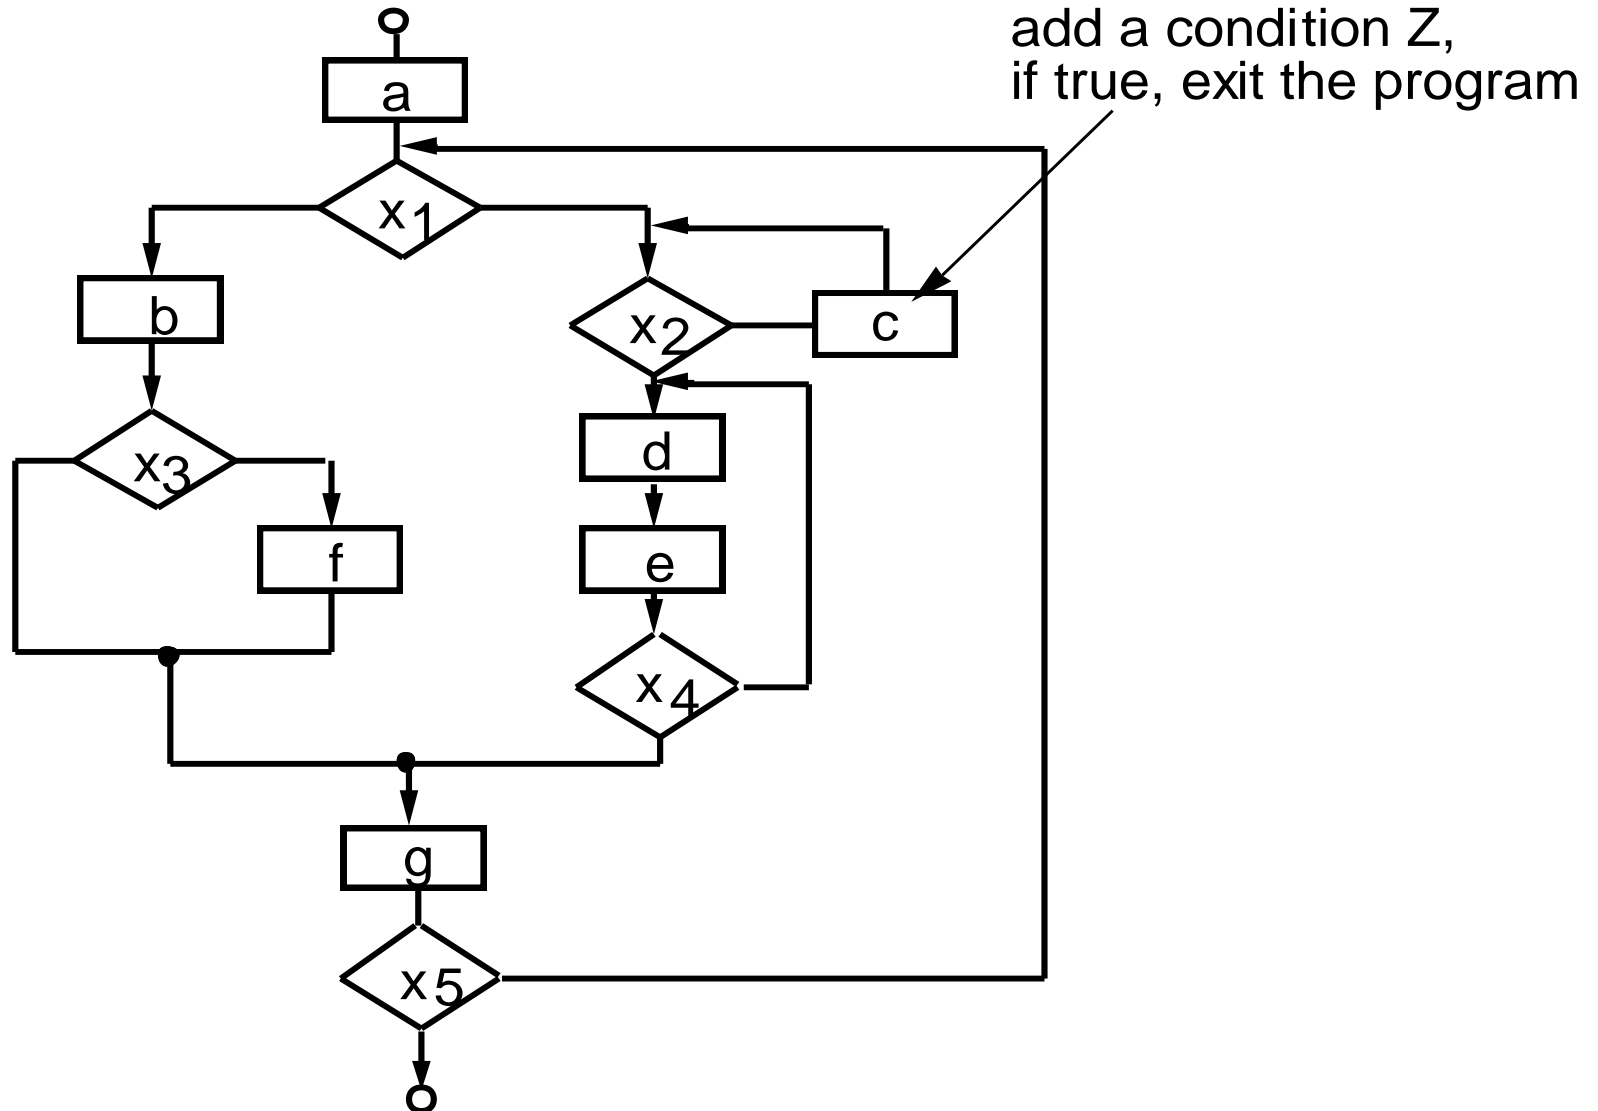 add a condition Z,
if true, exit the program
a
x1
b
x2
c
x3
d
f
e
x4
g
x5